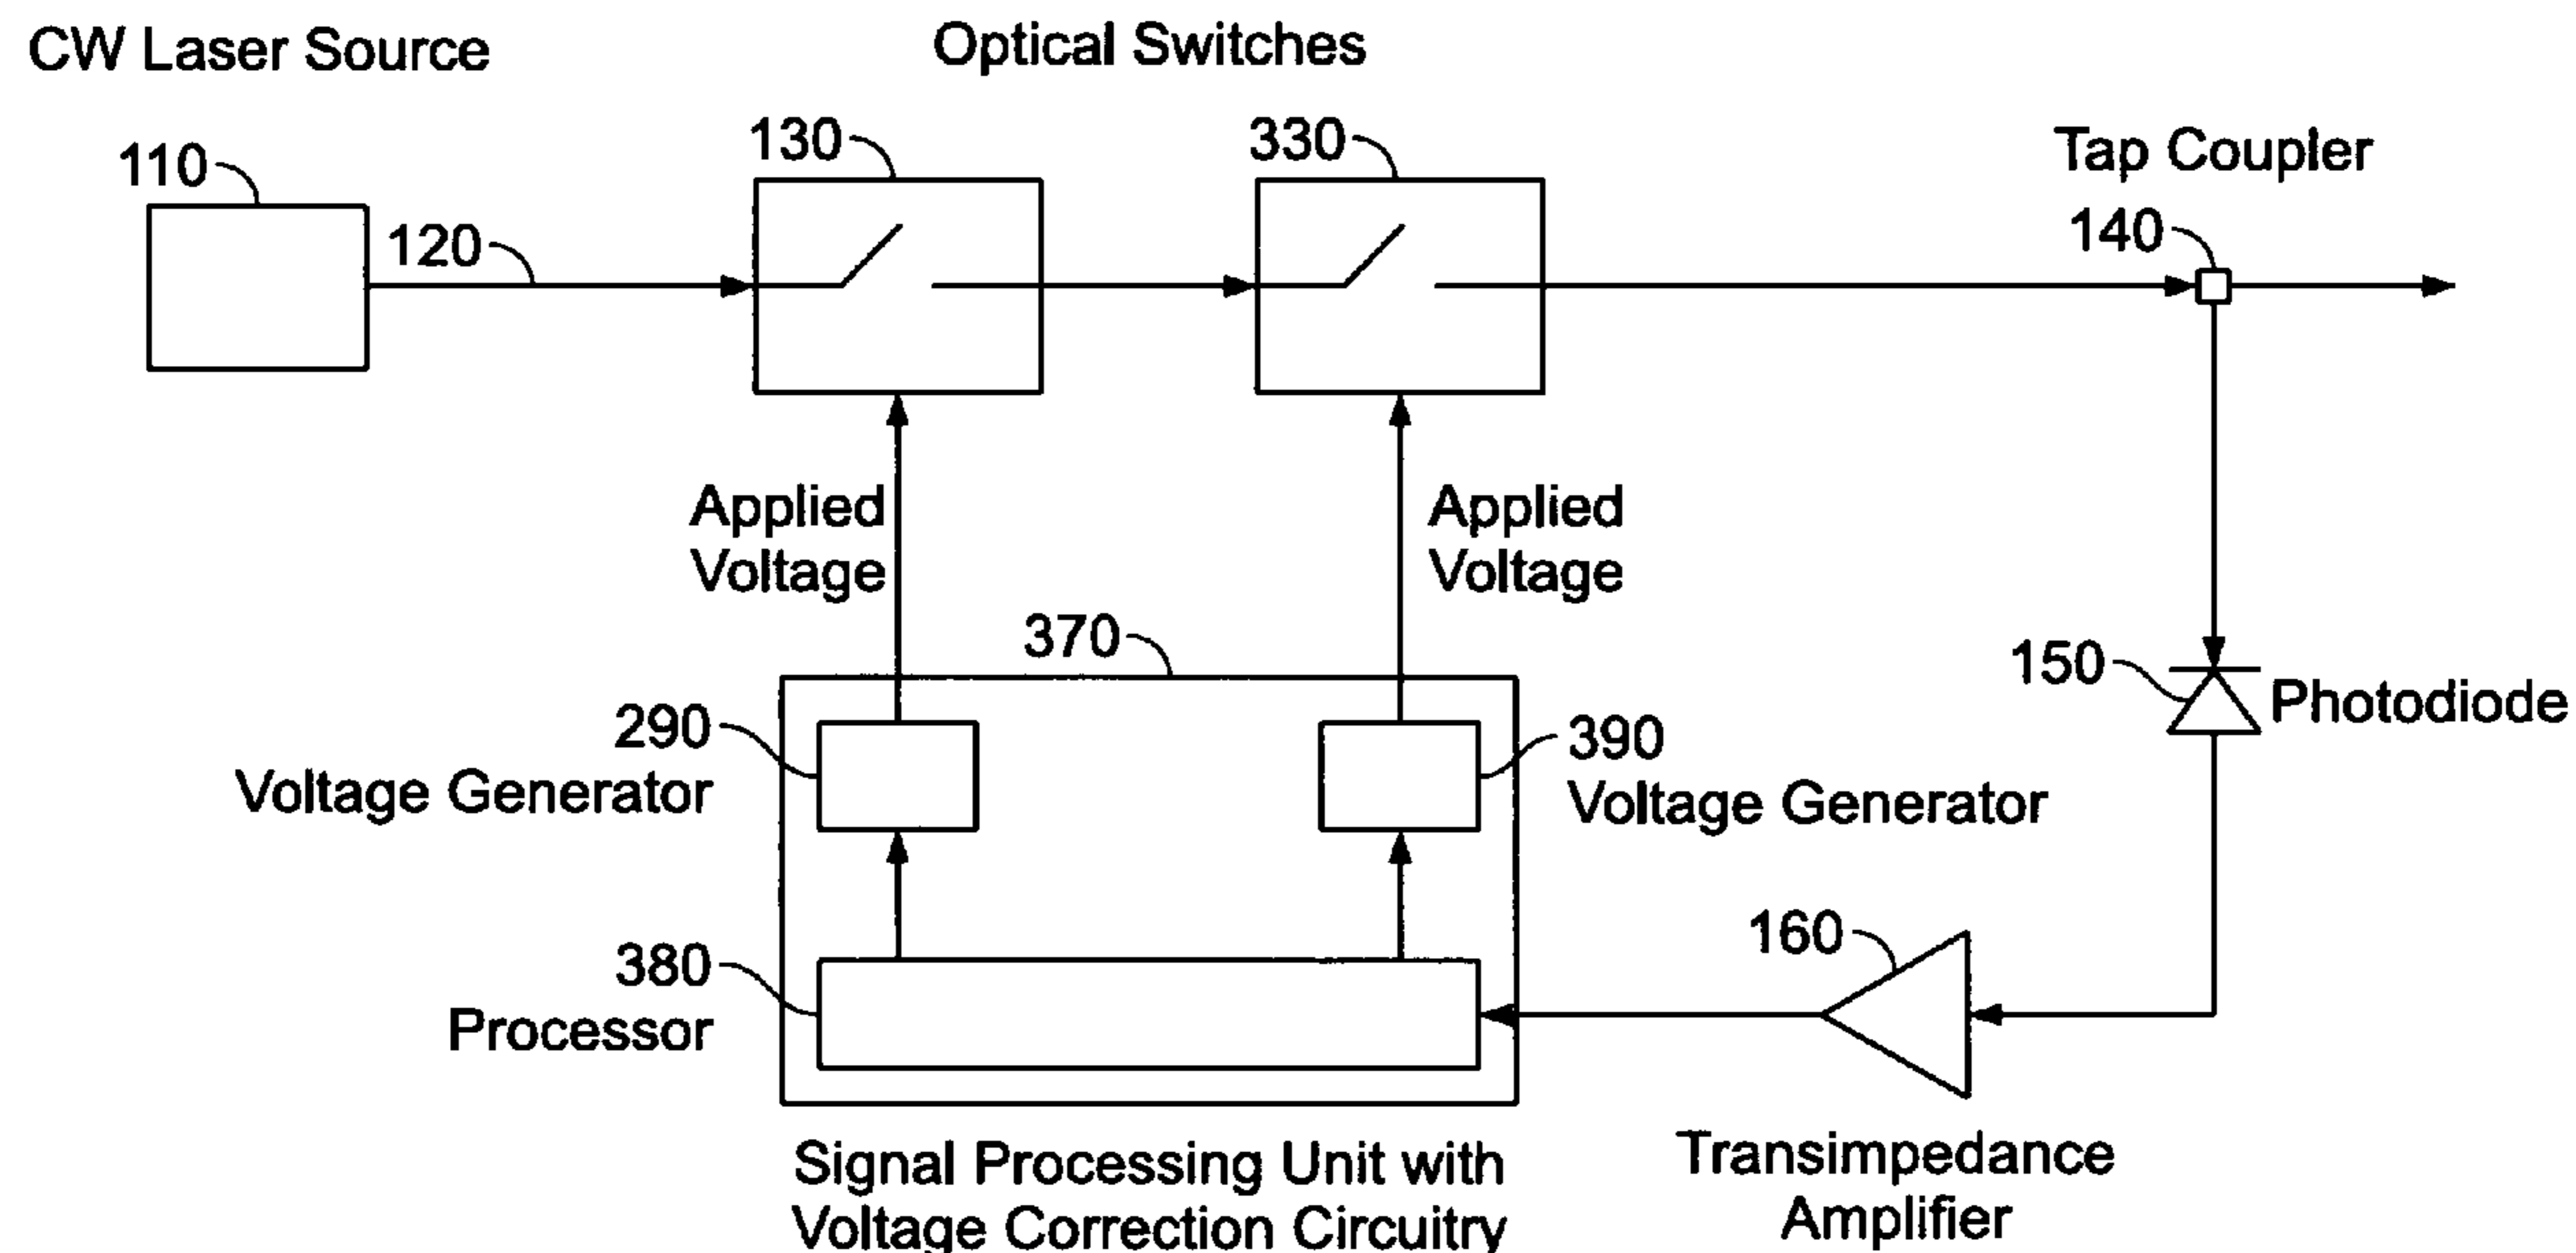 CW Laser Source
Optical Switches
110
120
130
330
Tap Coupler
140
Applied
Voltage
Applied
Voltage
370
150
Photodiode
290
Voltage Generator
390
Voltage Generator
380
Processor
160
Signal Processing Unit with
Voltage Correction Circuitry
Transimpedance
Amplifier